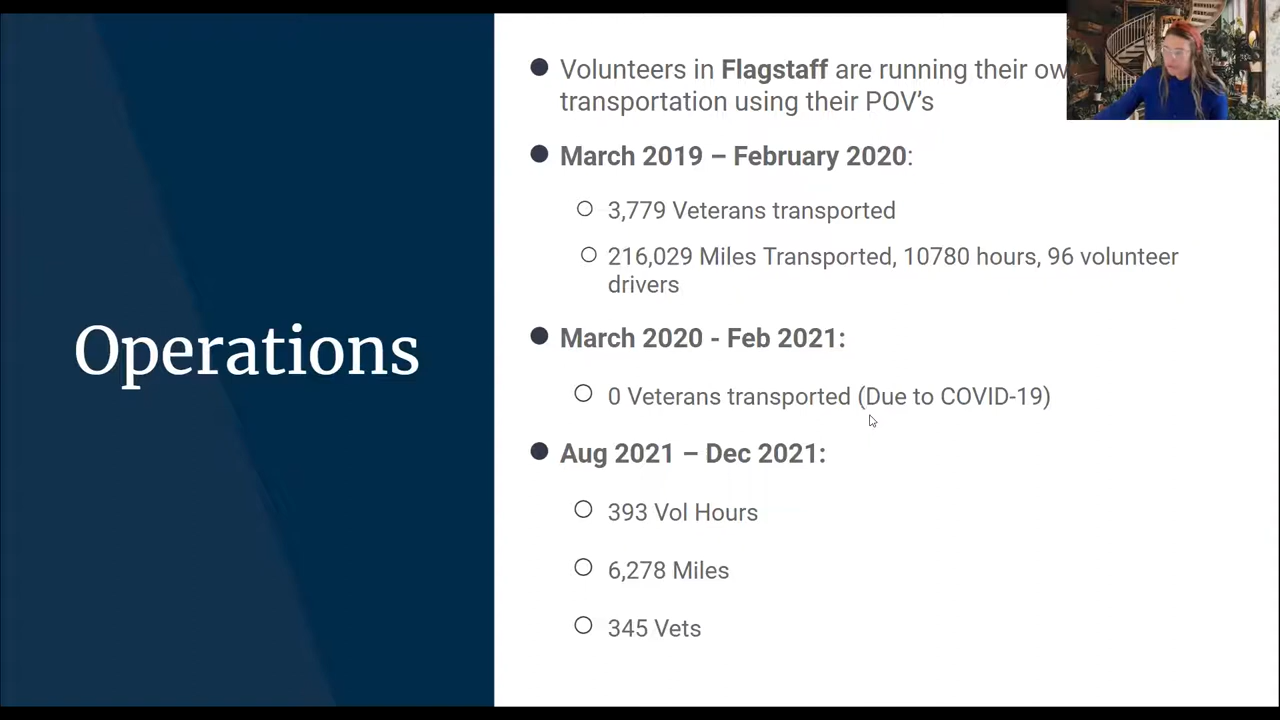 Operations
Volunteers in Flagstaff are running their
transportation using their POV's
March 2019 – February 2020:
3,779 Veterans transported
216,029 Miles Transported, 10780 hours, 96 volunteer
drivers
March 2020 - Feb 2021:
0 Veterans transported (Due to COVID-19)
Aug 2021 – Dec 2021:
393 Vol Hours
6,278 Miles
345 Vets